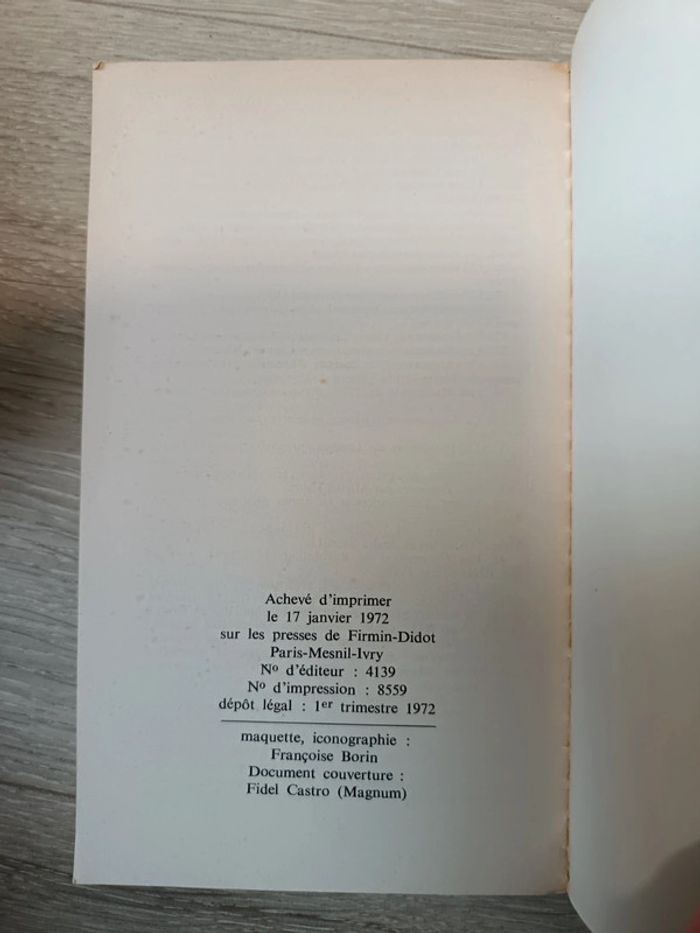 Achevé d'imprimer
le 17 janvier 1972
sur les presses de Firmin-Didot
Paris-Mesnil-Ivry
Nº d'éditeur : 4139
Nº d'impression : 8559
dépôt légal : 1er trimestre 1972
maquette, iconographie :
Françoise Borin
Document couverture :
Fidel Castro (Magnum)